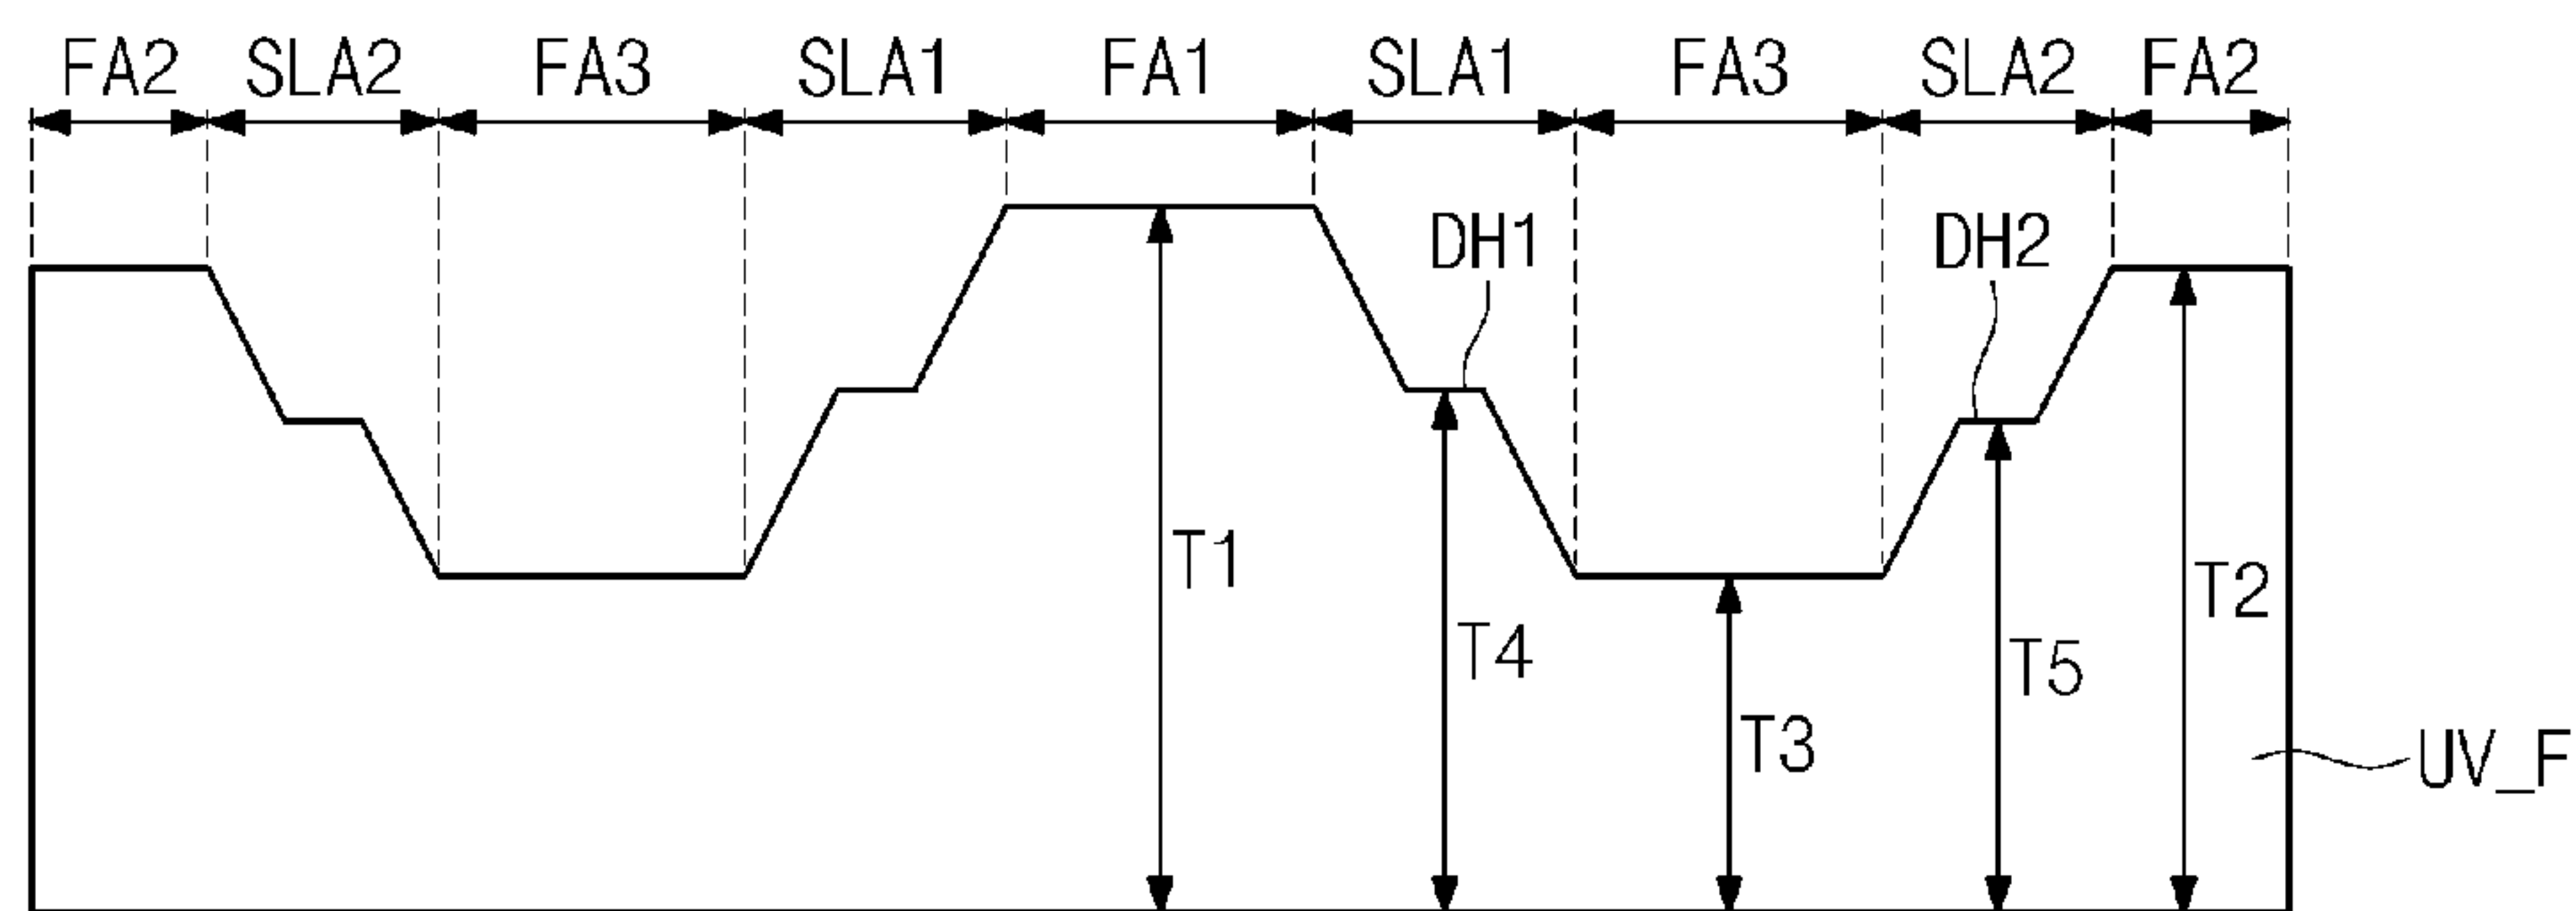 FA2 SLA2 FA3 SLA1 FA1 SLA1 FA3 SLA2 FA2
DH1 DH2
T1 T2
T4 T5
T3 UV_F